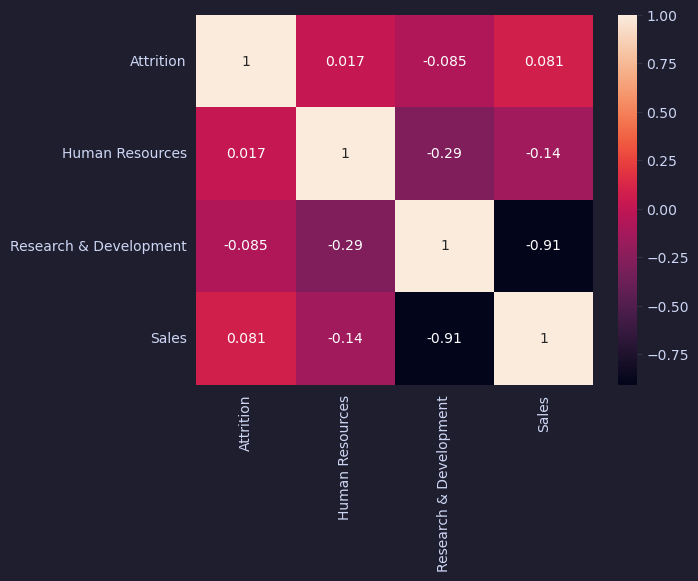 Attrition 1 0.017 -0.085 0.081
Human Resources 0.017 1 -0.29 -0.14
Research & Development -0.085 -0.29 1 -0.91
Sales 0.081 -0.14 -0.91 1
Attrition
Human Resources
Research & Development
Sales
1.00
0.75
0.50
0.25
0.00
−0.25
−0.50
−0.75